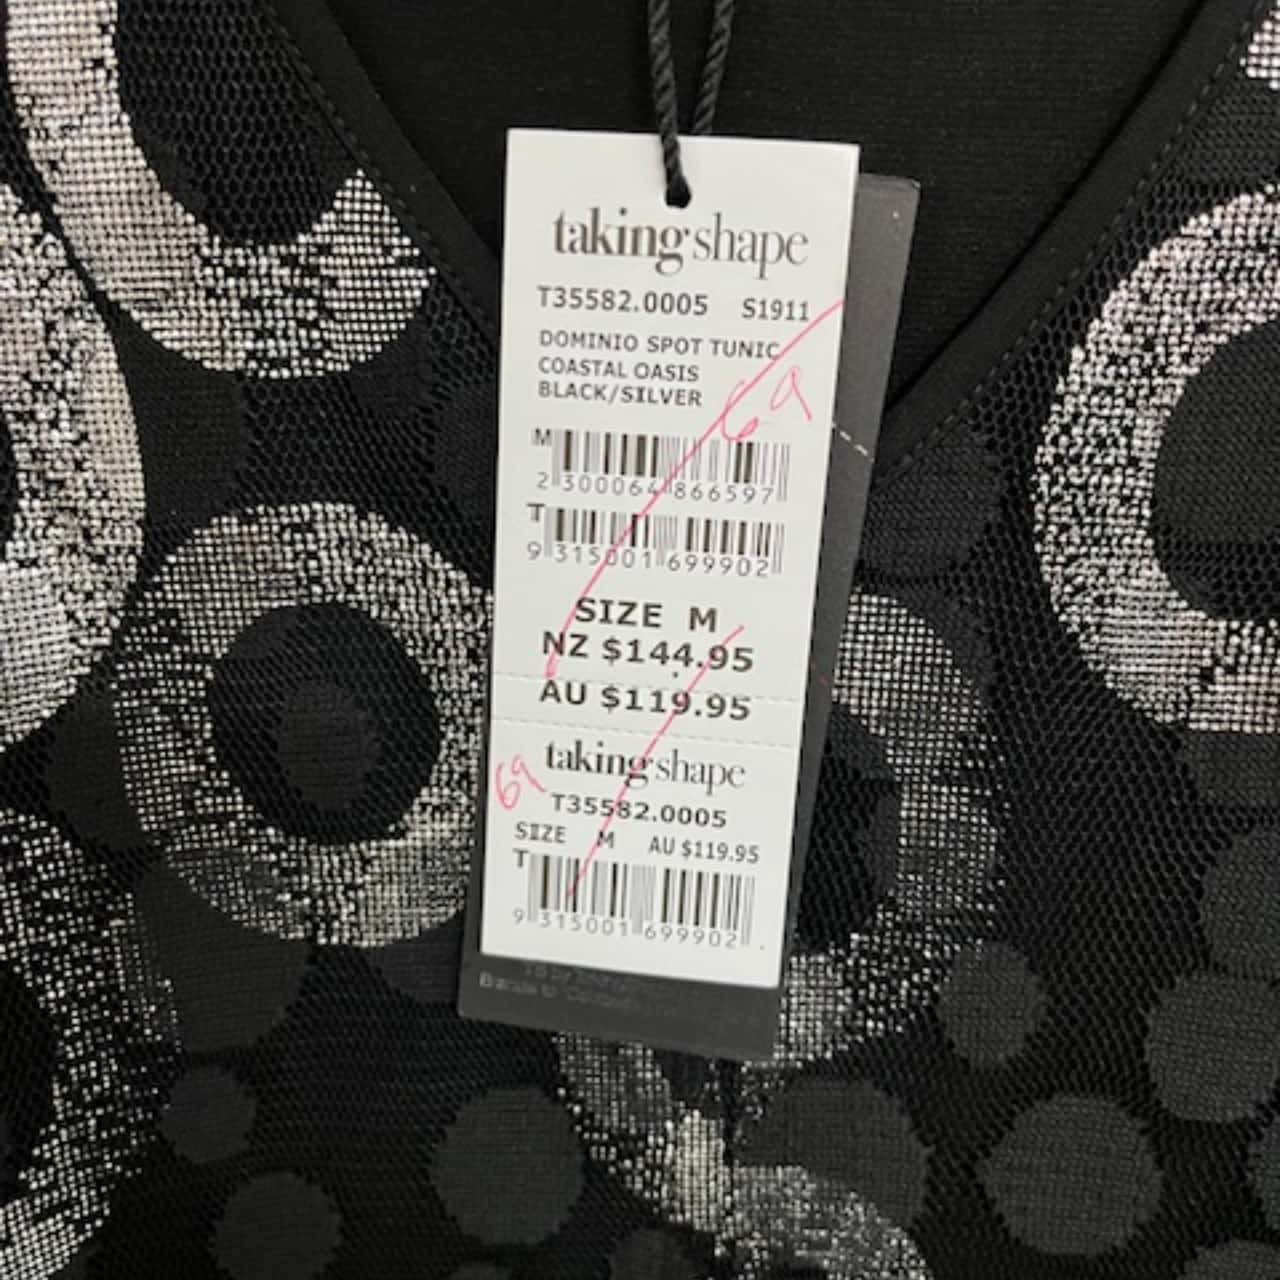 taking shape
T35582.0005 S1911
DOMINIO SPOT TUNIC
COASTAL OASIS
BLACK/SILVER
69
M
2 300064 866597
T
9 315001 699902
SIZE M
NZ $144.95
AU $119.95
69
taking shape
T35582.0005
SIZE M AU $119.95
T
9 315001 699902